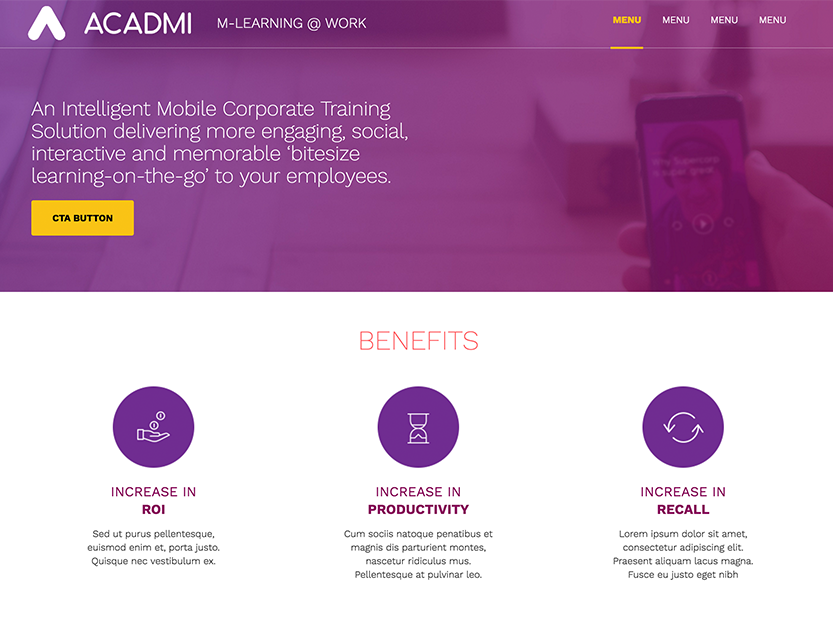 ACADMI
M-LEARNING @ WORK
MENU
MENU
MENU
MENU
An Intelligent Mobile Corporate Training
Solution delivering more engaging, social,
interactive and memorable ‘bitesize
learning-on-the-go’ to your employees.
CTA BUTTON
BENEFITS
INCREASE IN
ROI
Sed ut purus pellentesque,
euismod enim et, porta justo.
Quisque nec vestibulum ex.
INCREASE IN
PRODUCTIVITY
Cum sociis natoque penatibus et
magnis dis parturient montes,
nascetur ridiculus mus.
Pellentesque at pulvinar leo.
INCREASE IN
RECALL
Lorem ipsum dolor sit amet,
consectetur adipiscing elit.
Praesent aliquam lacus magna.
Fusce eu justo eget nibh